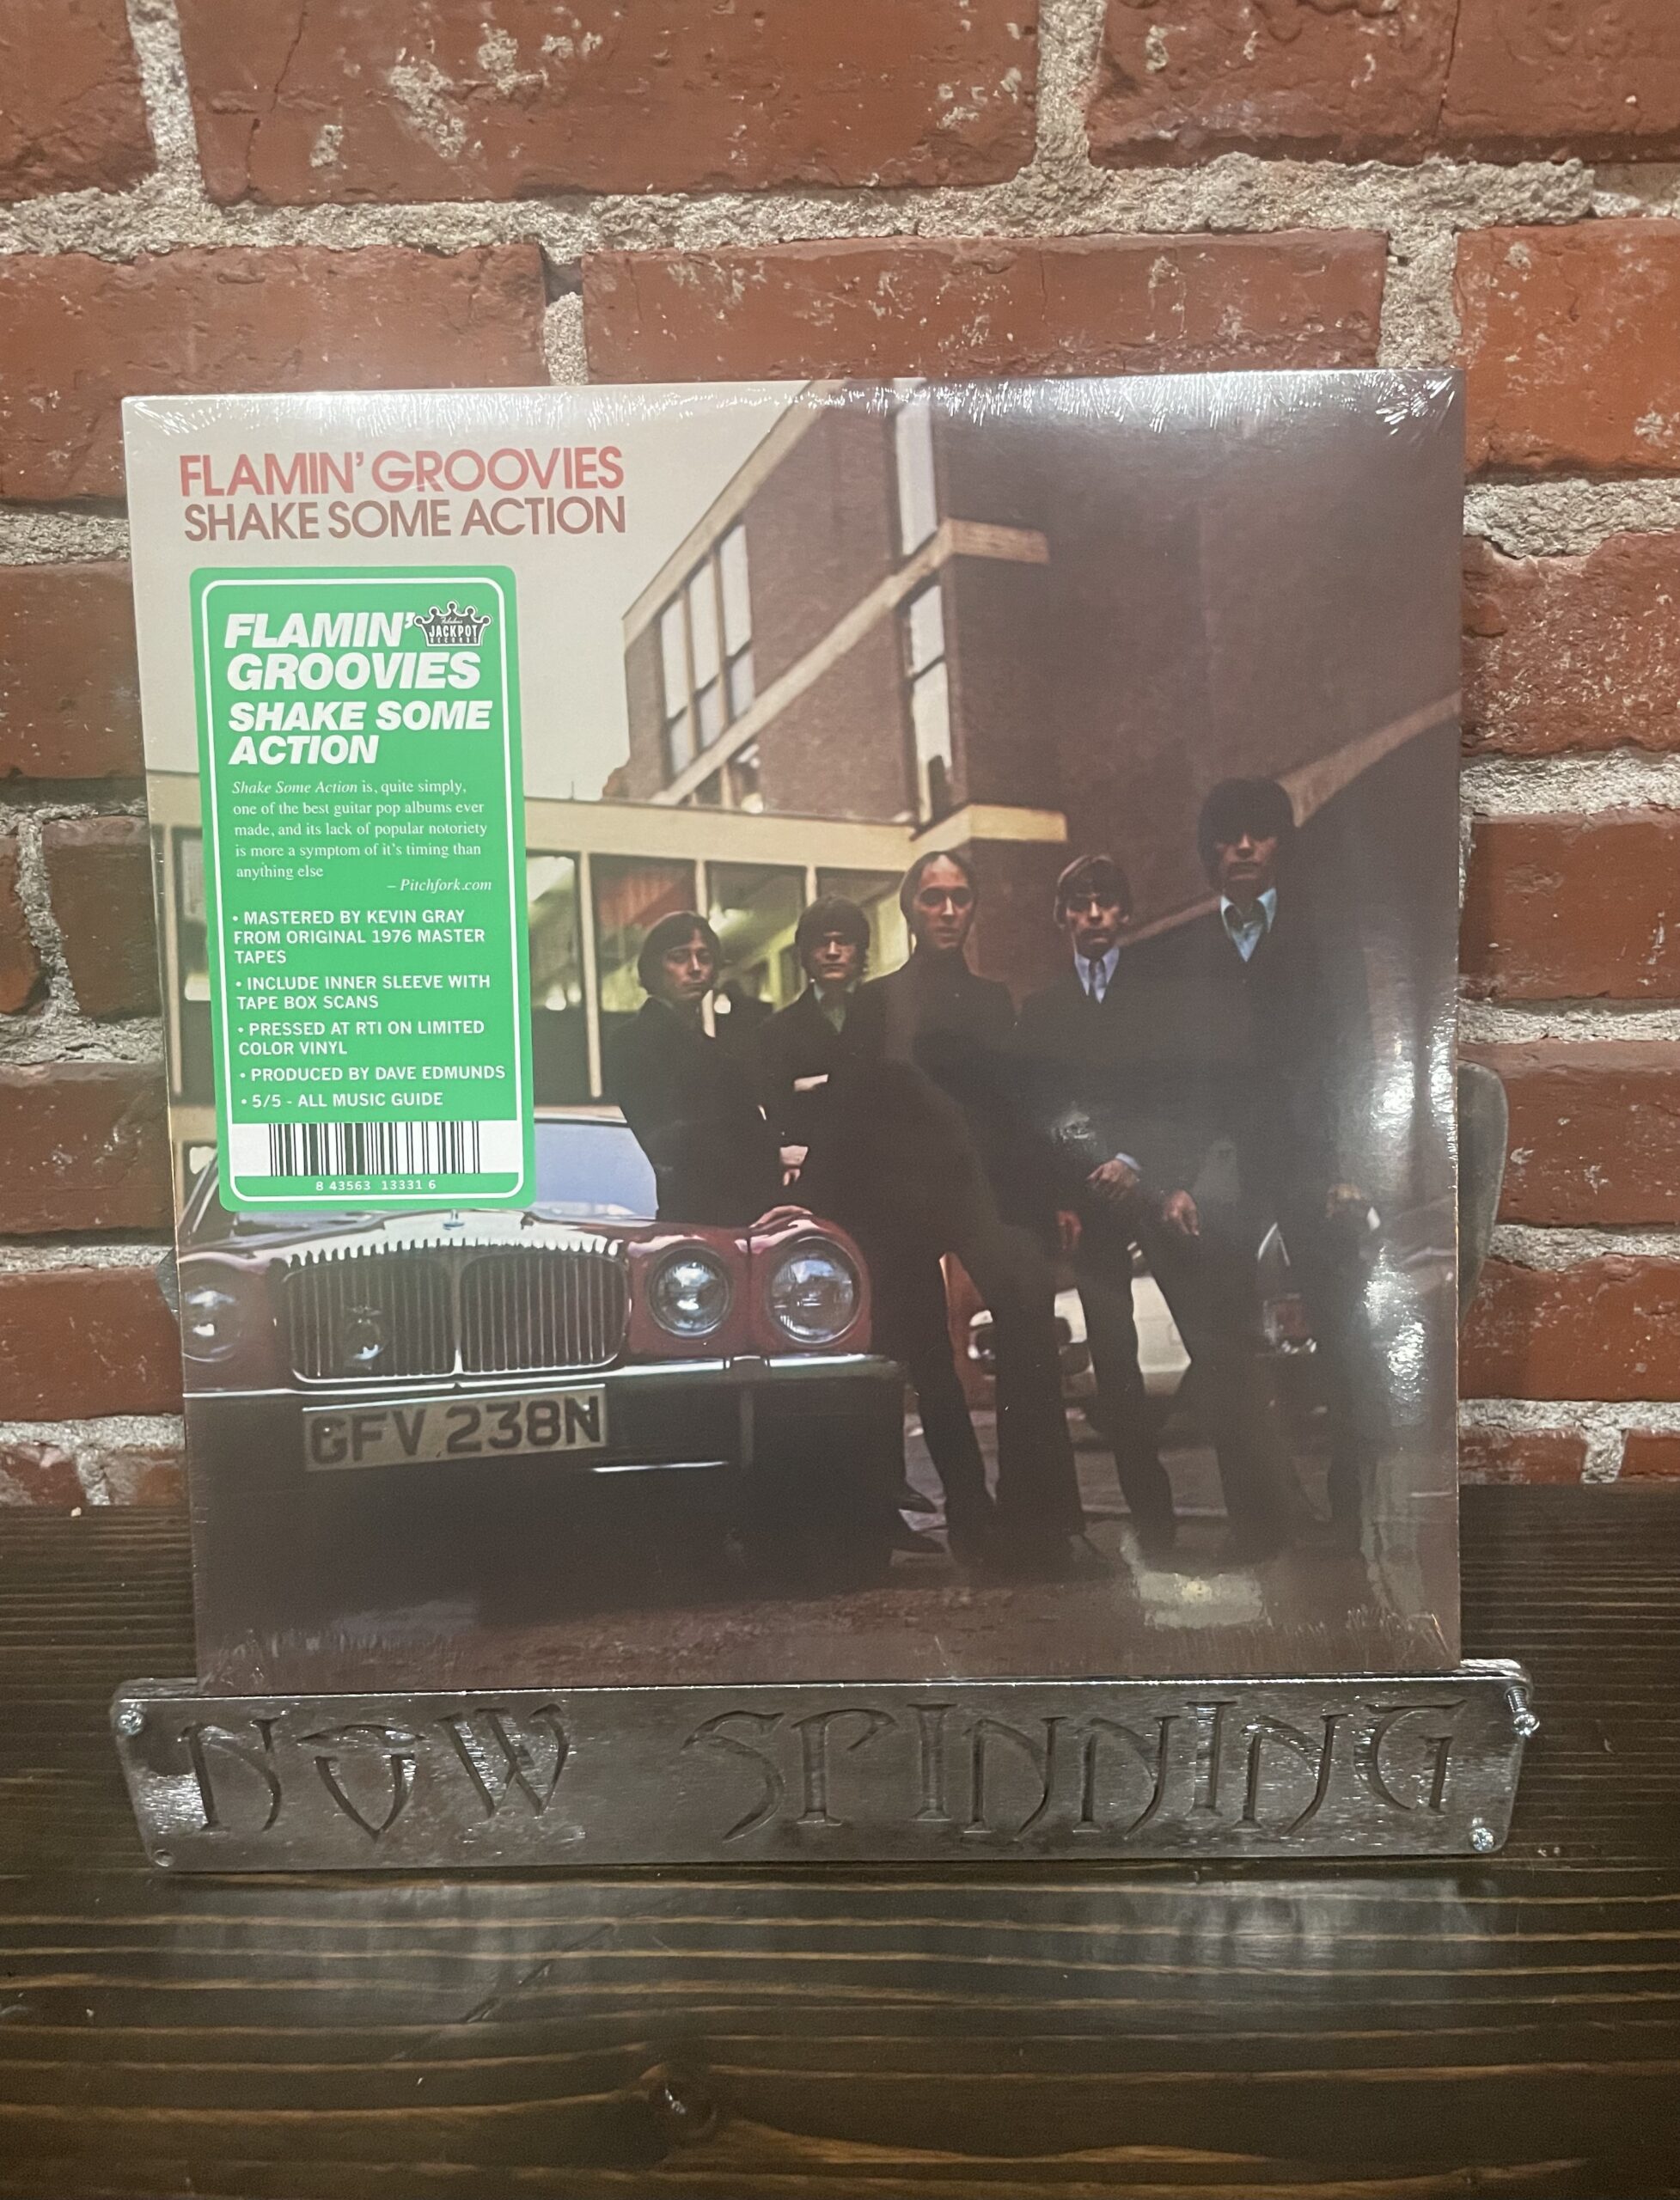 FLAMIN' GROOVIES
SHAKE SOME ACTION
FLAMIN'
JACKPOT
RECORDS
GROOVIES
SHAKE SOME
ACTION
Shake Some Action is, quite simply,
one of the best guitar pop albums ever
made, and its lack of popular notoriety
is more a symptom of it's timing than
anything else
– Pitchfork.com
• MASTERED BY KEVIN GRAY
FROM ORIGINAL 1976 MASTER
TAPES
• INCLUDE INNER SLEEVE WITH
TAPE BOX SCANS
• PRESSED AT RTI ON LIMITED
COLOR VINYL
• PRODUCED BY DAVE EDMUNDS
• 5/5 - ALL MUSIC GUIDE
8 43563 13331 6
GFV 238N
NOW SPINNING